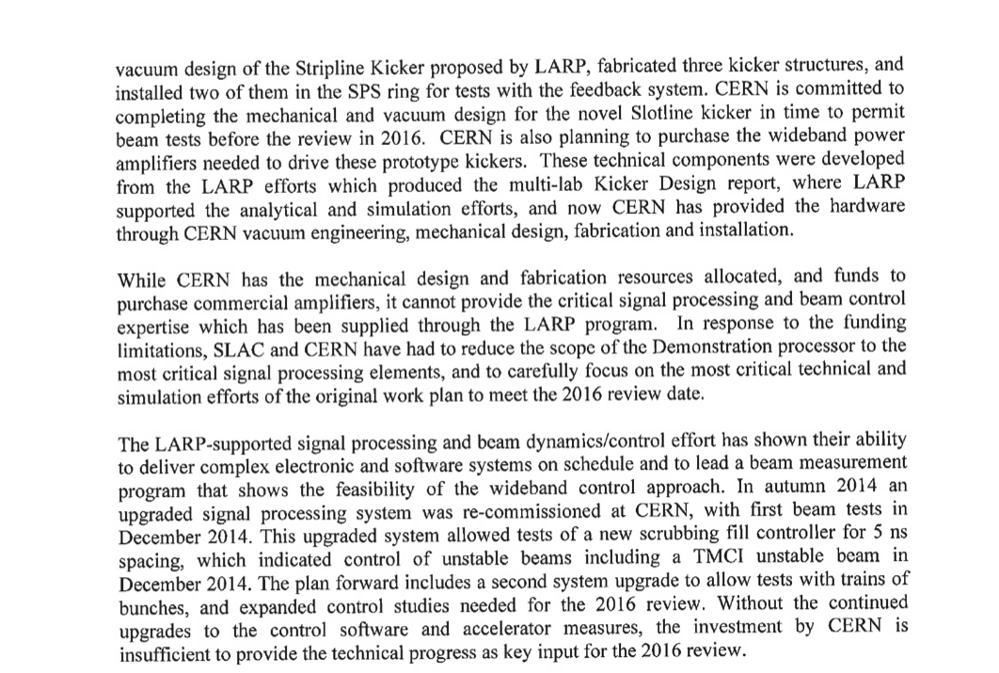 vacuum design of the Stripline Kicker proposed by LARP, fabricated three kicker structures, and
installed two of them in the SPS ring for tests with the feedback system. CERN is committed to
completing the mechanical and vacuum design for the novel Slotline kicker in time to permit
beam tests before the review in 2016.  CERN is also planning to purchase the wideband power
amplifiers needed to drive these prototype kickers.  These technical components were developed
from the LARP efforts which produced the multi-lab Kicker Design report, where LARP
supported the analytical and simulation efforts, and now CERN has provided the hardware
through CERN vacuum engineering, mechanical design, fabrication and installation.
While CERN has the mechanical design and fabrication resources allocated, and funds to
purchase commercial amplifiers, it cannot provide the critical signal processing and beam control
expertise which has been supplied through the LARP program.  In response to the funding
limitations, SLAC and CERN have had to reduce the scope of the Demonstration processor to the
most critical signal processing elements, and to carefully focus on the most critical technical and
simulation efforts of the original work plan to meet the 2016 review date.
The LARP-supported signal processing and beam dynamics/control effort has shown their ability
to deliver complex electronic and software systems on schedule and to lead a beam measurement
program that shows the feasibility of the wideband control approach. In autumn 2014 an
upgraded signal processing system was re-commissioned at CERN, with first beam tests in
December 2014. This upgraded system allowed tests of a new scrubbing fill controller for 5 ns
spacing, which indicated control of unstable beams including a TMCI unstable beam in
December 2014. The plan forward includes a second system upgrade to allow tests with trains of
bunches, and expanded control studies needed for the 2016 review. Without the continued
upgrades to the control software and accelerator measures, the investment by CERN is
insufficient to provide the technical progress as key input for the 2016 review.